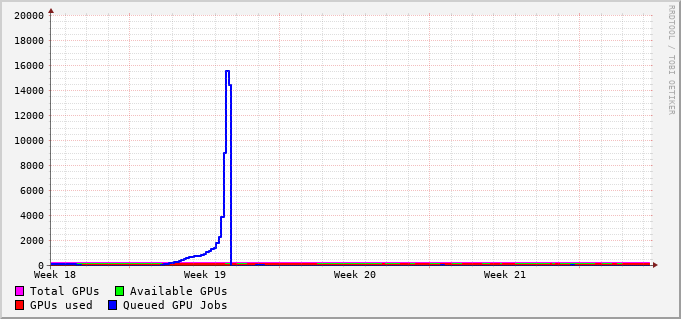 20000
18000
16000
14000
12000
10000
8000
6000
4000
2000
0
Week 18 Week 19 Week 20 Week 21
Total GPUs Available GPUs
GPUs used Queued GPU Jobs
RRDTOOL / TOBI OETIKER